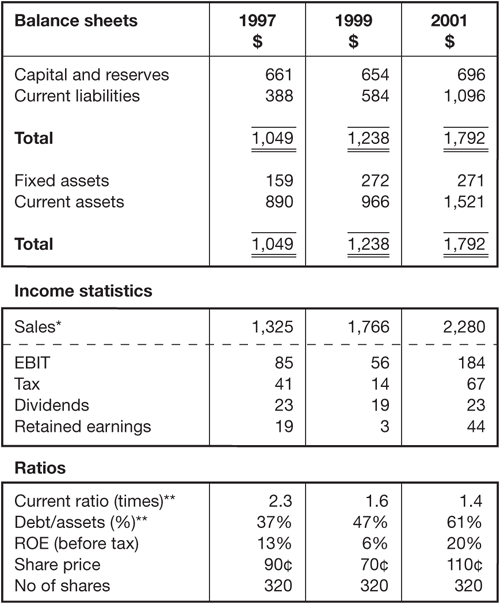 Balance sheets 1997 1999 2001
$ $ $
Capital and reserves 661 654 696
Current liabilities 388 584 1,096
Total 1,049 1,238 1,792
Fixed assets 159 272 271
Current assets 890 966 1,521
Total 1,049 1,238 1,792
Income statistics
Sales* 1,325 1,766 2,280
EBIT 85 56 184
Tax 41 14 67
Dividends 23 19 23
Retained earnings 19 3 44
Ratios
Current ratio (times)** 2.3 1.6 1.4
Debt/assets (%)** 37% 47% 61%
ROE (before tax) 13% 6% 20%
Share price 90¢ 70¢ 110¢
No of shares 320 320 320